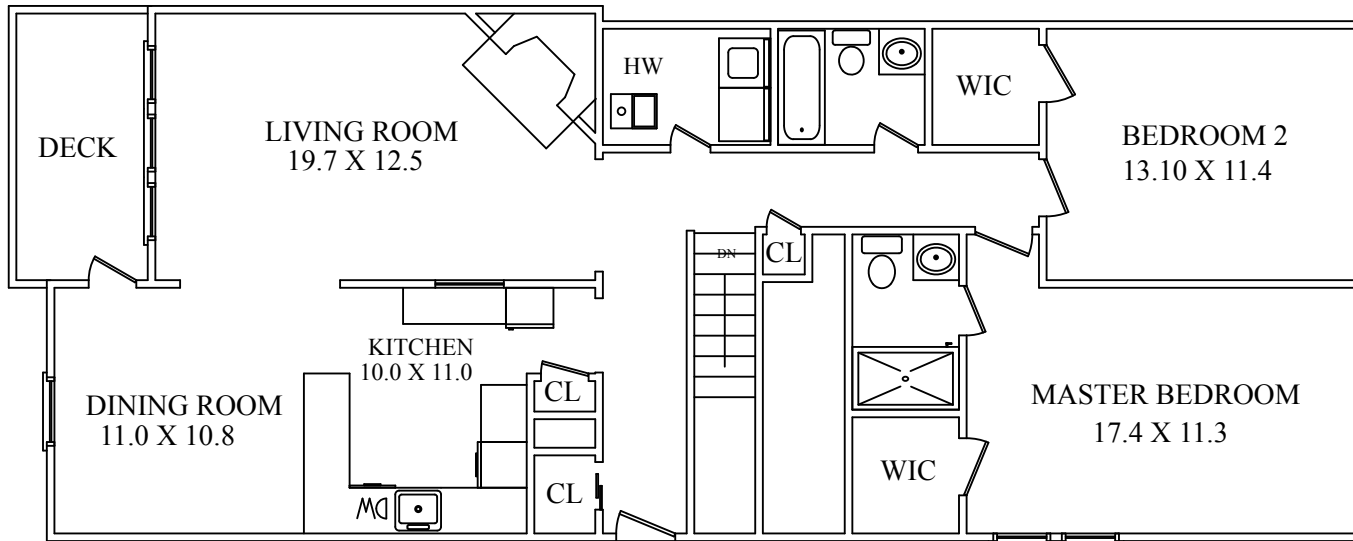 DECK
LIVING ROOM
19.7 X 12.5
HW
WIC
BEDROOM 2
13.10 X 11.4
DN
CL
KITCHEN
10.0 X 11.0
DINING ROOM
11.0 X 10.8
CL
CL
DW
WIC
MASTER BEDROOM
17.4 X 11.3